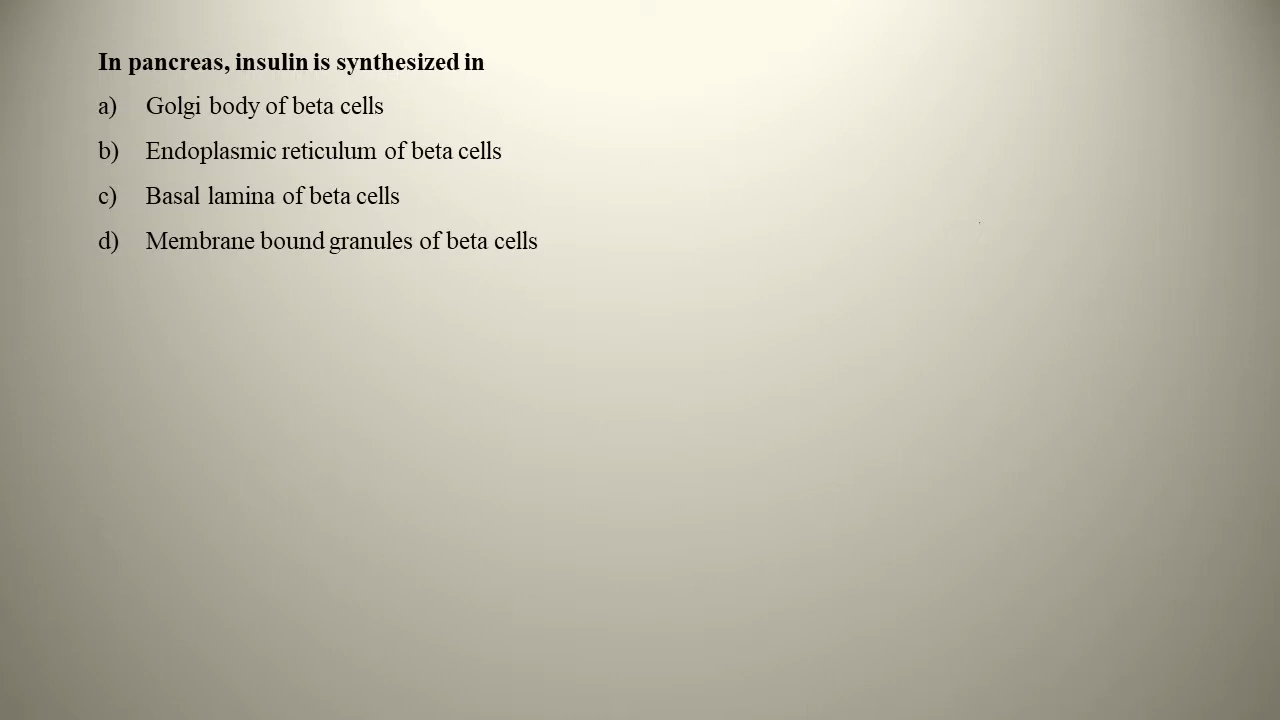 In pancreas, insulin is synthesized in
a) Golgi body of beta cells
b) Endoplasmic reticulum of beta cells
c) Basal lamina of beta cells
d) Membrane bound granules of beta cells